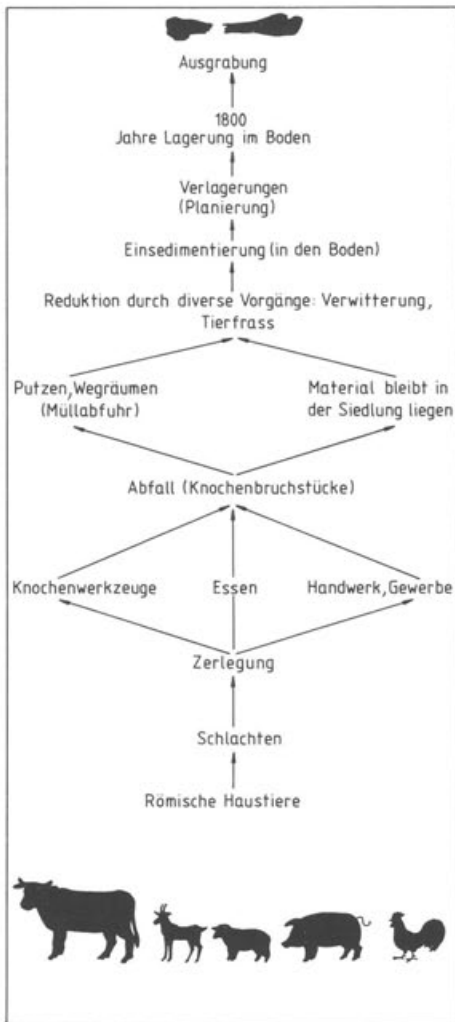 Ausgrabung
1800
Jahre Lagerung im Boden
Verlagerungen
(Planierung)
Einsedimentierung (in den Boden)
Reduktion durch diverse Vorgänge: Verwitterung,
Tierfrass
Putzen, Wegräumen
(Müllabfuhr)
Material bleibt in
der Siedlung liegen
Abfall (Knochenbruchstücke)
Knochenwerkzeuge
Essen
Handwerk, Gewerbe
Zerlegung
Schlachten
Römische Haustiere